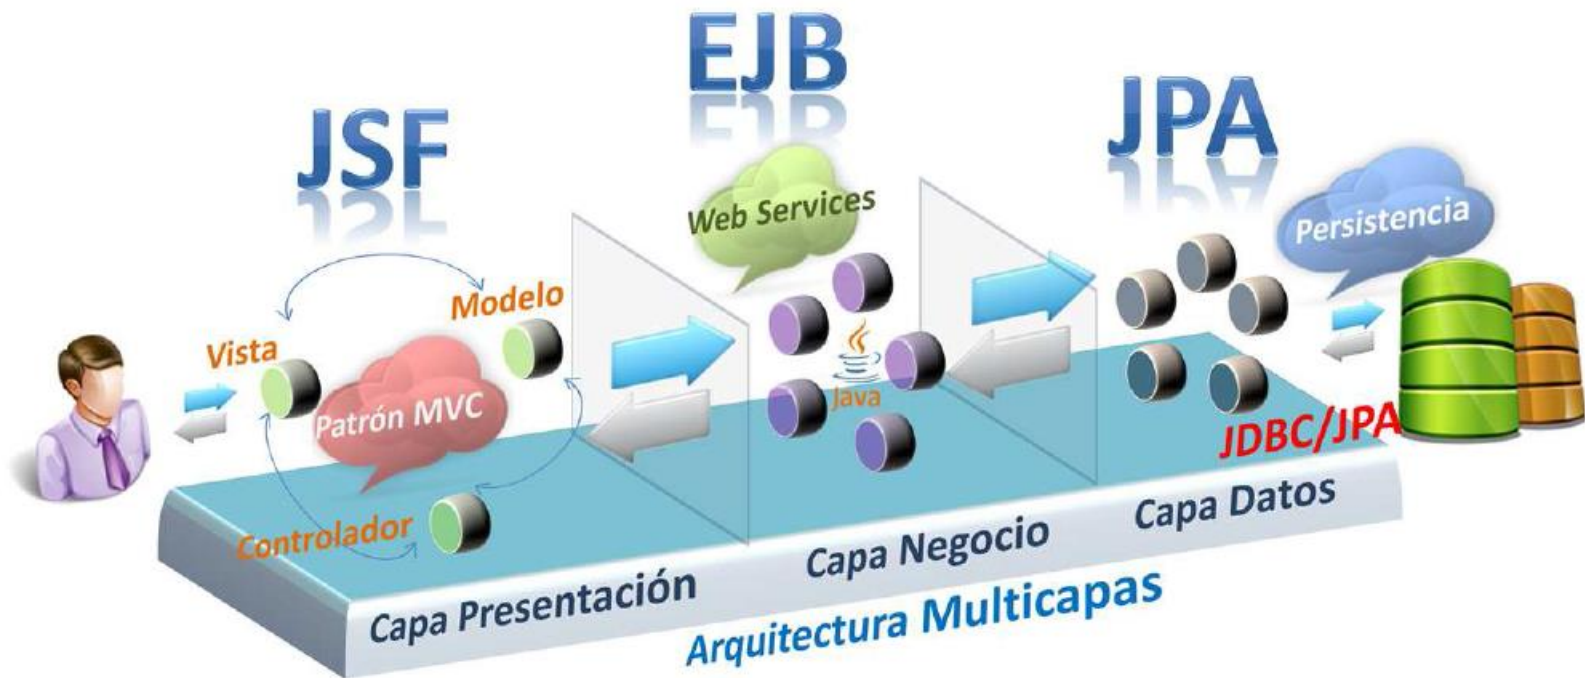 EJB
JSF
JPA
Web Services
Persistencia
Modelo
Vista
Patrón MVC
Java
JDBC/JPA
Controlador
Capa Presentación
Capa Negocio
Capa Datos
Arquitectura Multicapas